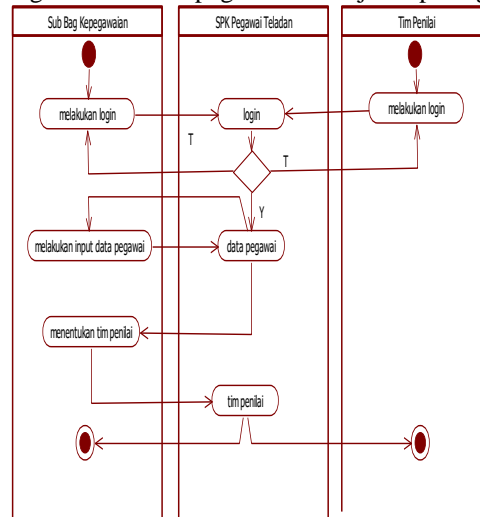 Sub Bag Kepegawaian
SPK Pegawai Teladan
Tim Penilai
melakukan login
login
melakukan login
T
T
Y
melakukan input data pegawai
data pegawai
menentukan tim penilai
tim penilai